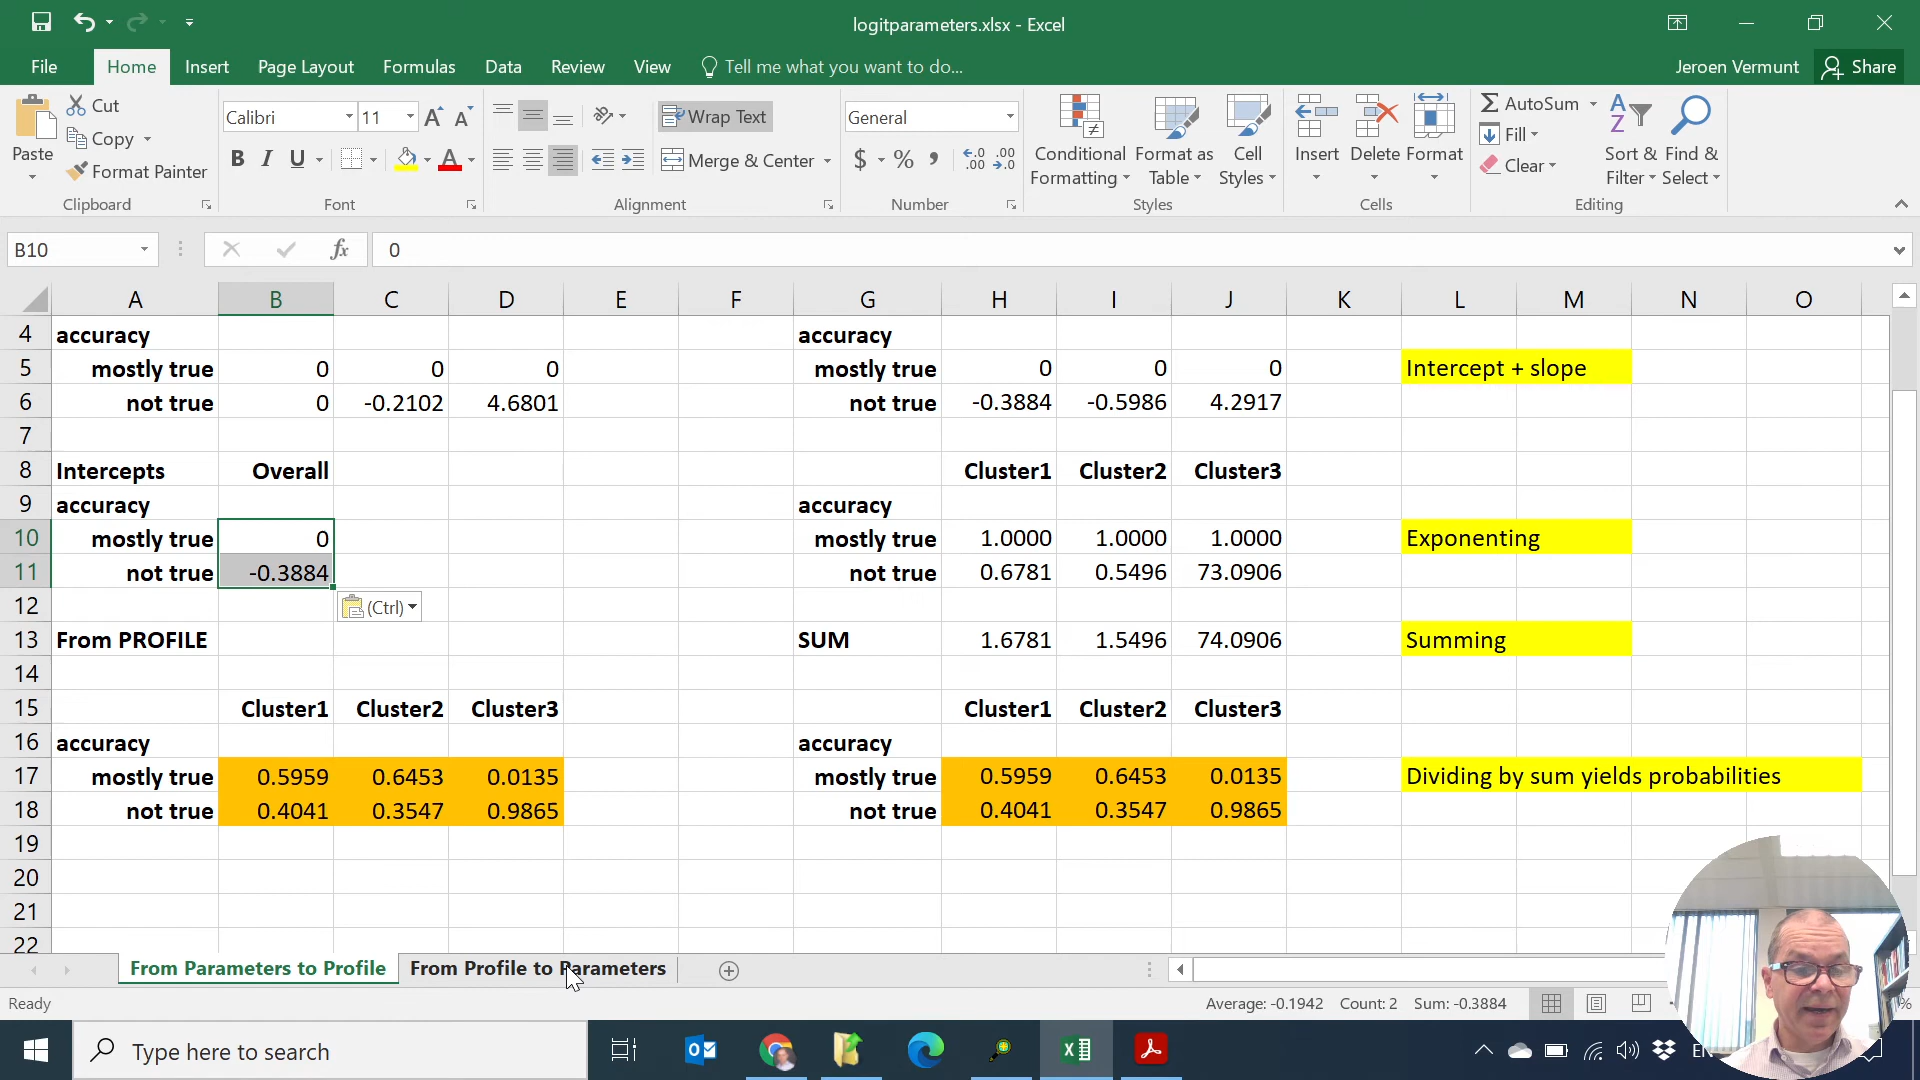 logitparameters.xlsx - Excel
File Home Insert Page Layout Formulas Data Review View Tell me what you want to do... Jeroen Vermunt Share
Paste Cut Copy Format Painter Clipboard
Calibri 11 B I U Font
Wrap Text Merge & Center Alignment
General $ % Number
Conditional Formatting Format as Table Cell Styles Styles
Insert Delete Format Cells
AutoSum Fill Clear Sort & Filter Find & Select Editing
B10 fx 0
A B C D E F G H I J K L M N O
4 accuracy accuracy
5 mostly true 0 0 0 mostly true 0 0 0 Intercept + slope
6 not true 0 -0.2102 4.6801 not true -0.3884 -0.5986 4.2917
7
8 Intercepts Overall Cluster1 Cluster2 Cluster3
9 accuracy accuracy
10 mostly true 0 mostly true 1.0000 1.0000 1.0000 Exponenting
11 not true -0.3884 not true 0.6781 0.5496 73.0906
12 (Ctrl)
13 From PROFILE SUM 1.6781 1.5496 74.0906 Summing
14
15 Cluster1 Cluster2 Cluster3 Cluster1 Cluster2 Cluster3
16 accuracy accuracy
17 mostly true 0.5959 0.6453 0.0135 mostly true 0.5959 0.6453 0.0135 Dividing by sum yields probabilities
18 not true 0.4041 0.3547 0.9865 not true 0.4041 0.3547 0.9865
19
20
21
22
From Parameters to Profile From Profile to Parameters
Ready Average: -0.1942 Count: 2 Sum: -0.3884 %
Type here to search